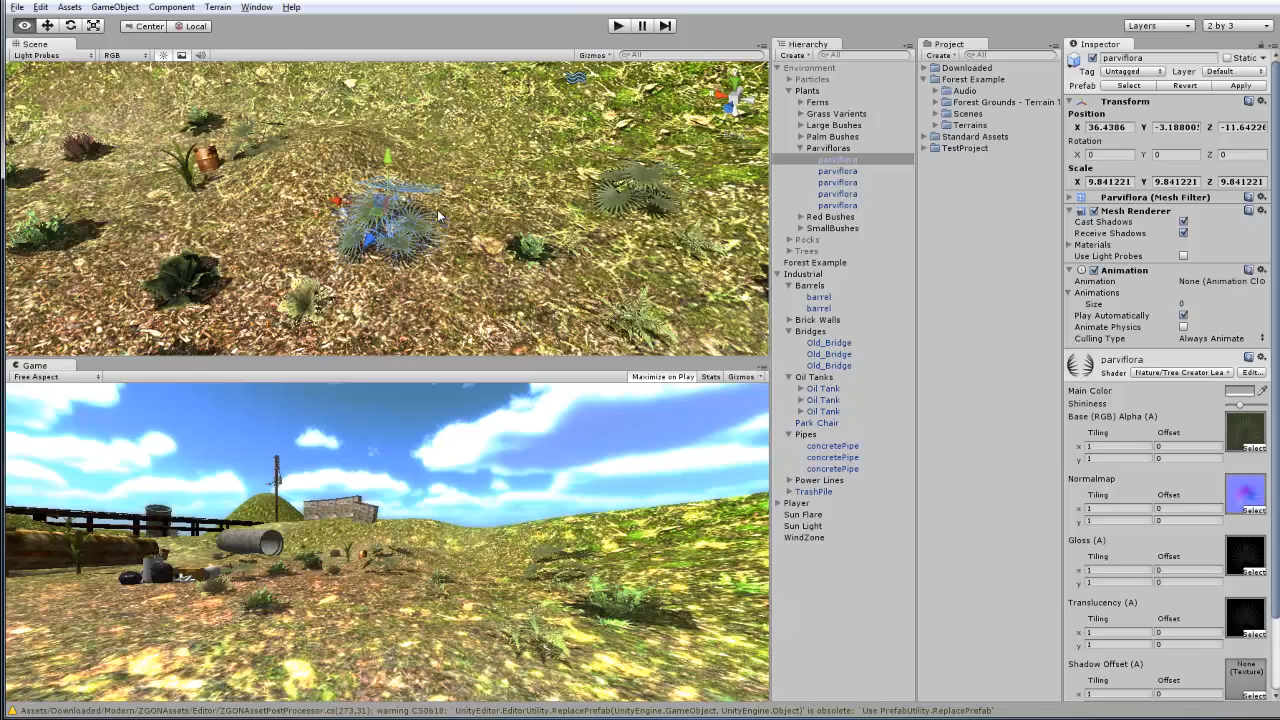 File Edit Assets GameObject Component Terrain Window Help
Center Local Layers 2 by 3
Scene
Light Probes RGB Gizmos All
Game
Free Aspect Maximize on Play Stats Gizmos
Hierarchy
Create All
Environment
Particles
Plants
Ferns
Grass Varients
Large Bushes
Palm Bushes
Parvifloras
parviflora
parviflora
parviflora
parviflora
parviflora
Red Bushes
SmallBushes
Rocks
Trees
Forest Example
Industrial
Barrels
barrel
barrel
Brick Walls
Bridges
Old_Bridge
Old_Bridge
Old_Bridge
Oil Tanks
Oil Tank
Oil Tank
Oil Tank
Park Chair
Pipes
concretePipe
concretePipe
concretePipe
Power Lines
TrashPile
Player
Sun Flare
Sun Light
WindZone
Project
Create All
Downloaded
Forest Example
Audio
Forest Grounds - Terrain T
Scenes
Terrains
Standard Assets
TestProject
Inspector
parviflora Static
Tag Untagged Layer Default
Prefab Select Revert Apply
Transform
Position
X 36.4386 Y -3.18800 Z -11.64226
Rotation
X 0 Y 0 Z 0
Scale
X 9.841221 Y 9.841221 Z 9.841221
Parviflora (Mesh Filter)
Mesh Renderer
Cast Shadows
Receive Shadows
Materials
Use Light Probes
Animation
Animation None (Animation Clo
Animations
Size 0
Play Automatically
Animate Physics
Culling Type Always Animate
parviflora
Shader Nature/Tree Creator Lea Edit...
Main Color
Shininess
Base (RGB) Alpha (A)
Tiling Offset
x 1 0
y 1 0
Select
Normalmap
Tiling Offset
x 1 0
y 1 0
Select
Gloss (A)
Tiling Offset
x 1 0
y 1 0
Select
Translucency (A)
Tiling Offset
x 1 0
y 1 0
Select
Shadow Offset (A)
None
(Texture)
Tiling Offset
x 1 0
Select
Assets/Downloaded/Modern/ZGONAssets/Editor/ZGONAssetPostProcessor.cs(273,31): warning CS0618: `UnityEditor.EditorUtility.ReplacePrefab(UnityEngine.GameObject, UnityEngine.Object)' is obsolete: `Use PrefabUtility.ReplacePrefab'